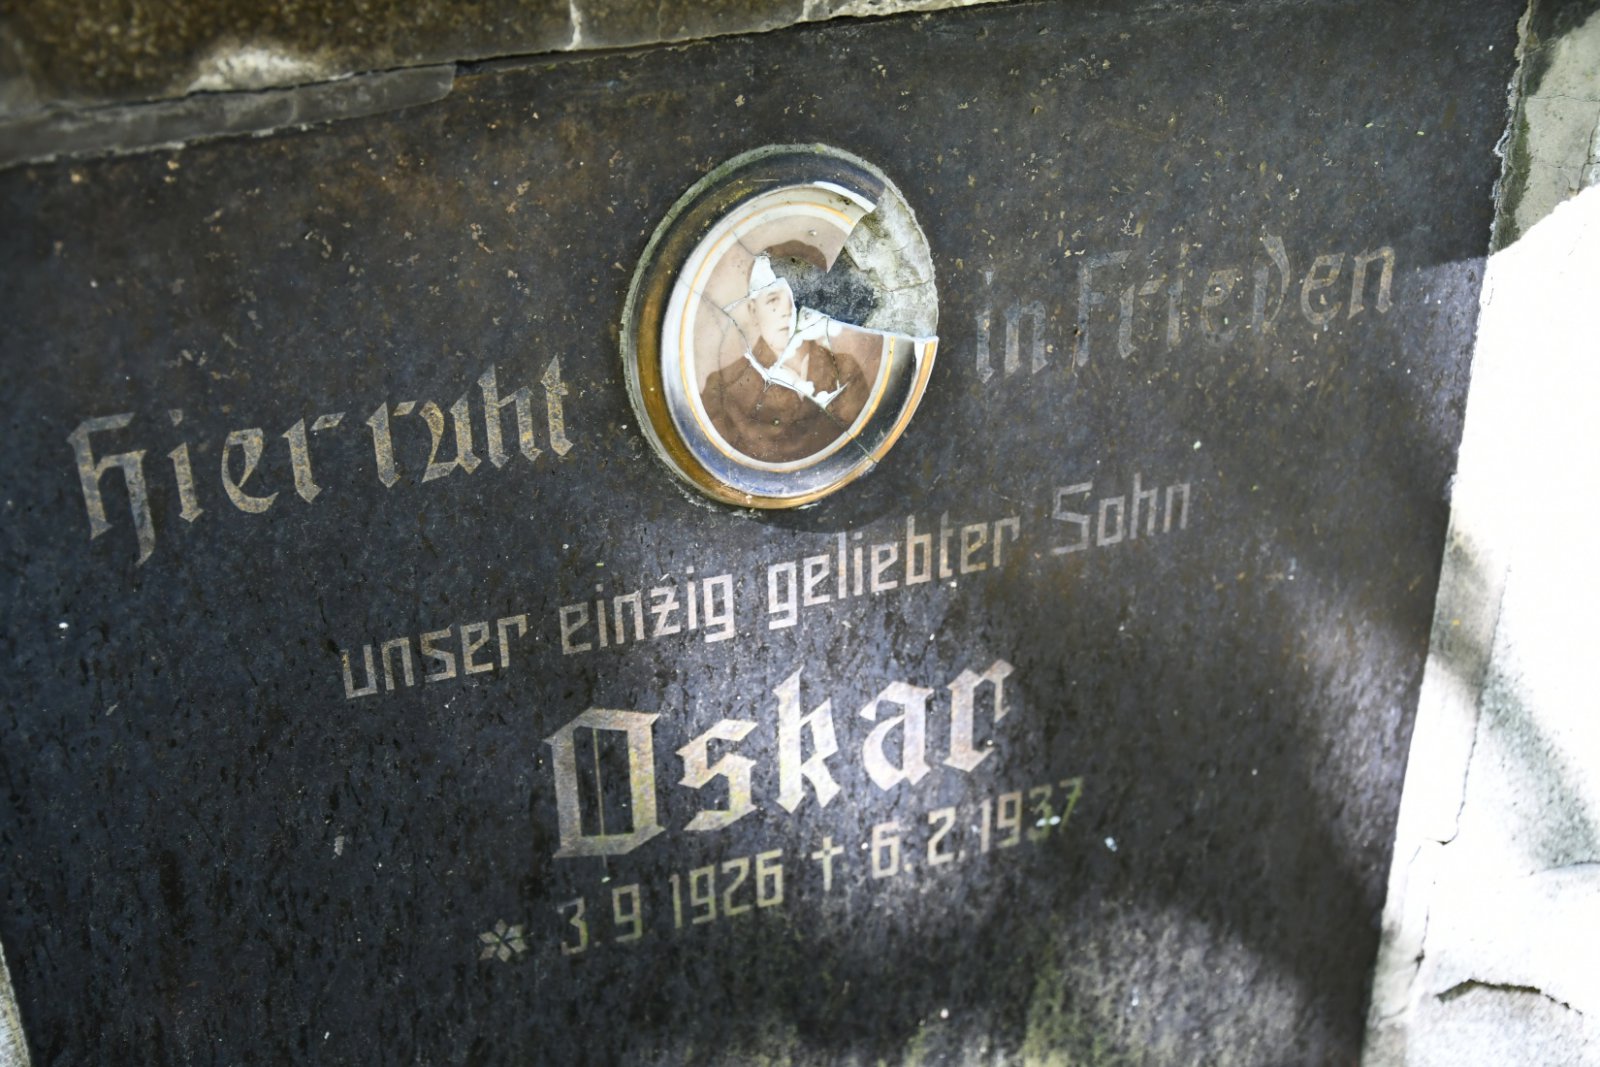 Hier ruht in Frieden
unser einzig geliebter Sohn
Oskar
* 3.9.1926 † 6.2.1937